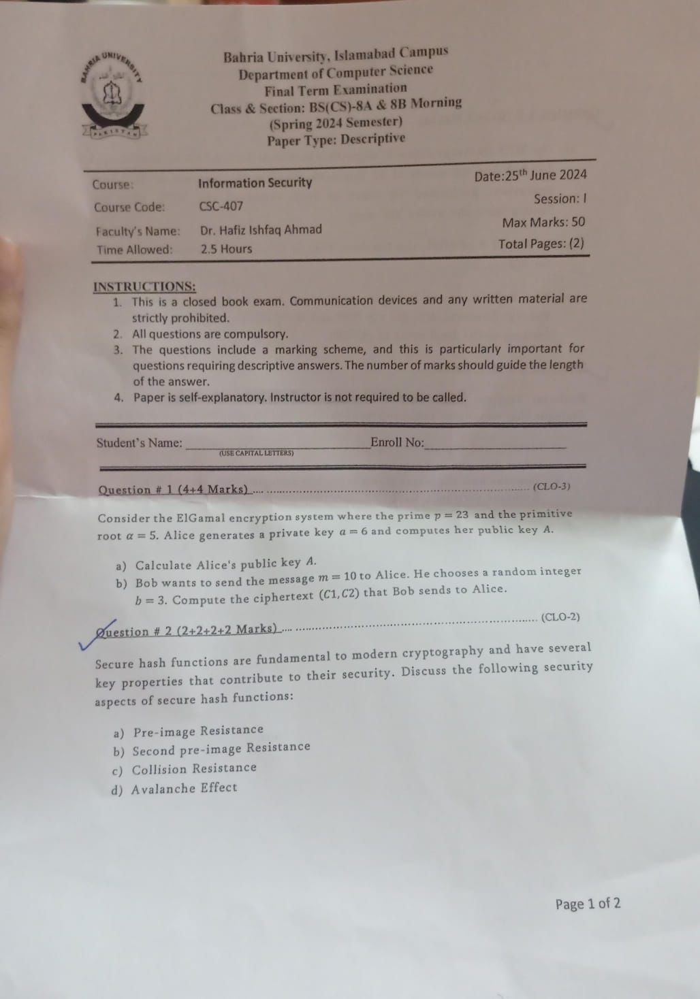 BAHRIA UNIVERSITY
PAKISTAN
Bahria University, Islamabad Campus
Department of Computer Science
Final Term Examination
Class & Section: BS(CS)-8A & 8B Morning
(Spring 2024 Semester)
Paper Type: Descriptive
Course: Information Security Date:25th June 2024
Course Code: CSC-407 Session: I
Faculty's Name: Dr. Hafiz Ishfaq Ahmad Max Marks: 50
Time Allowed: 2.5 Hours Total Pages: (2)
INSTRUCTIONS:
1. This is a closed book exam. Communication devices and any written material are
strictly prohibited.
2. All questions are compulsory.
3. The questions include a marking scheme, and this is particularly important for
questions requiring descriptive answers. The number of marks should guide the length
of the answer.
4. Paper is self-explanatory. Instructor is not required to be called.
Student's Name: ____________________________Enroll No:______________________
(USE CAPITAL LETTERS)
Question # 1 (4+4 Marks) .... ........................................................................ (CLO-3)
Consider the ElGamal encryption system where the prime p = 23 and the primitive
root α = 5. Alice generates a private key a = 6 and computes her public key A.
a) Calculate Alice's public key A.
b) Bob wants to send the message m = 10 to Alice. He chooses a random integer
b = 3. Compute the ciphertext (C1,C2) that Bob sends to Alice.
Question # 2 (2+2+2+2 Marks) .... .................................................................... (CLO-2)
Secure hash functions are fundamental to modern cryptography and have several
key properties that contribute to their security. Discuss the following security
aspects of secure hash functions:
a) Pre-image Resistance
b) Second pre-image Resistance
c) Collision Resistance
d) Avalanche Effect
Page 1 of 2